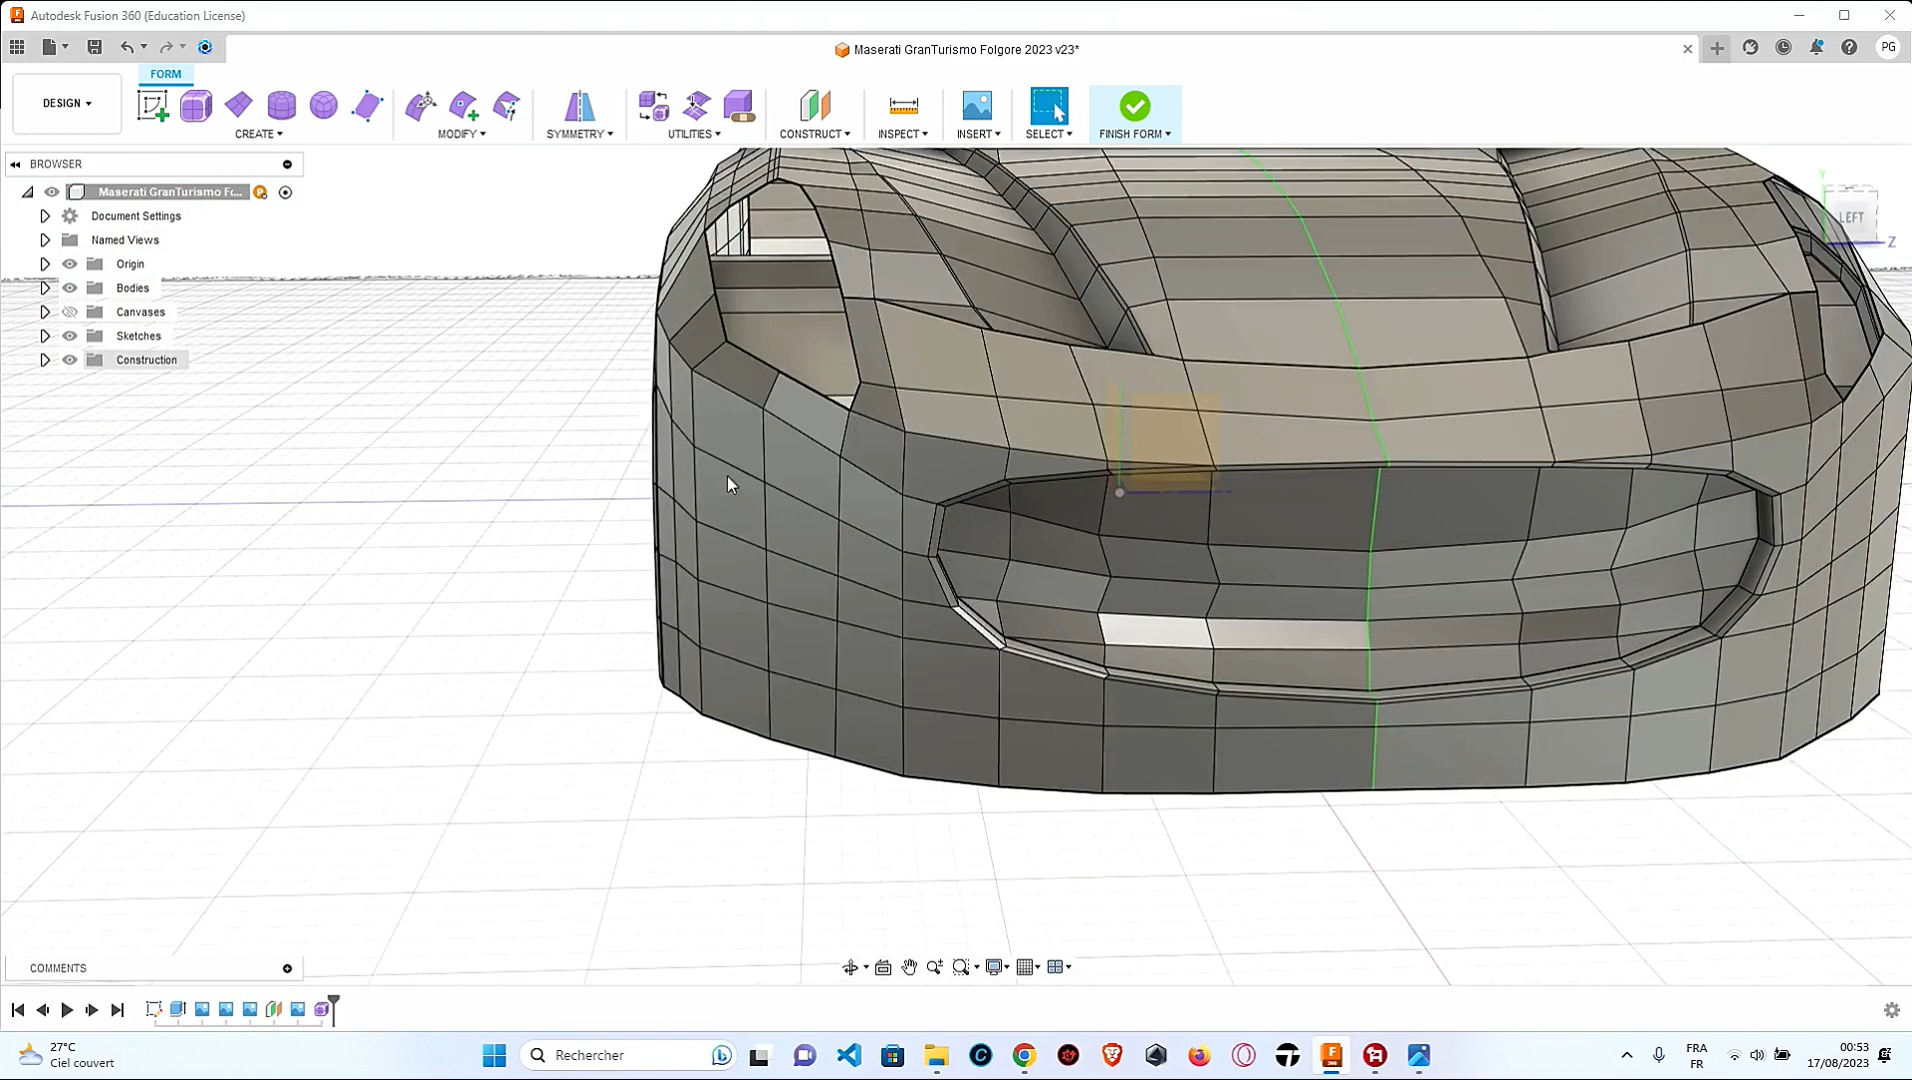 Autodesk Fusion 360 (Education License)
Maserati GranTurismo Folgore 2023 v23*
PG
FORM
DESIGN
CREATE
MODIFY
SYMMETRY
UTILITIES
CONSTRUCT
INSPECT
INSERT
SELECT
FINISH FORM
BROWSER
Maserati GranTurismo F(...
Document Settings
Named Views
Origin
Bodies
Canvases
Sketches
Construction
Y
LEFT
Z
COMMENTS
27°C
Ciel couvert
Rechercher
FRA
FR
00:53
17/08/2023